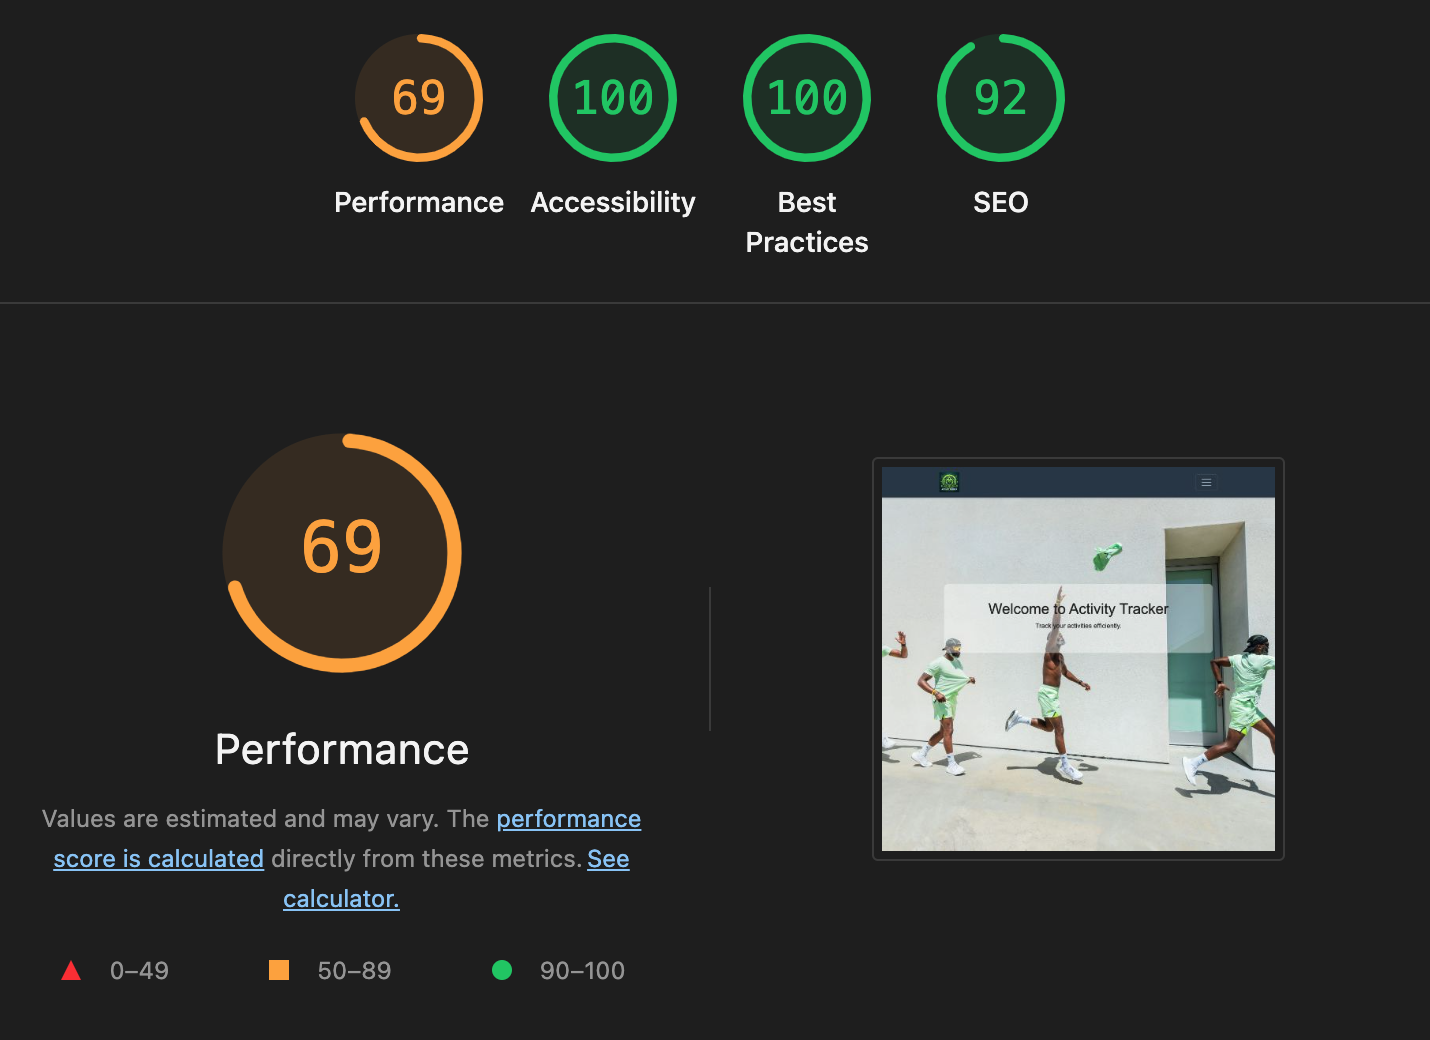 69
100
100
92
Performance
Accessibility
Best
Practices
SEO
69
Performance
Values are estimated and may vary. The performance
score is calculated directly from these metrics. See
calculator.
0–49
50–89
90–100
Welcome to Activity Tracker
Track your activities efficiently.